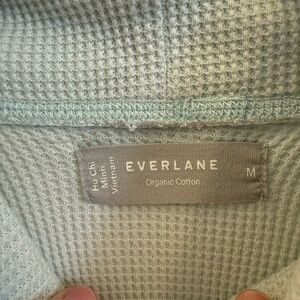 Ho Chi
Minh
Vietnam
EVERLANE
Organic Cotton
M